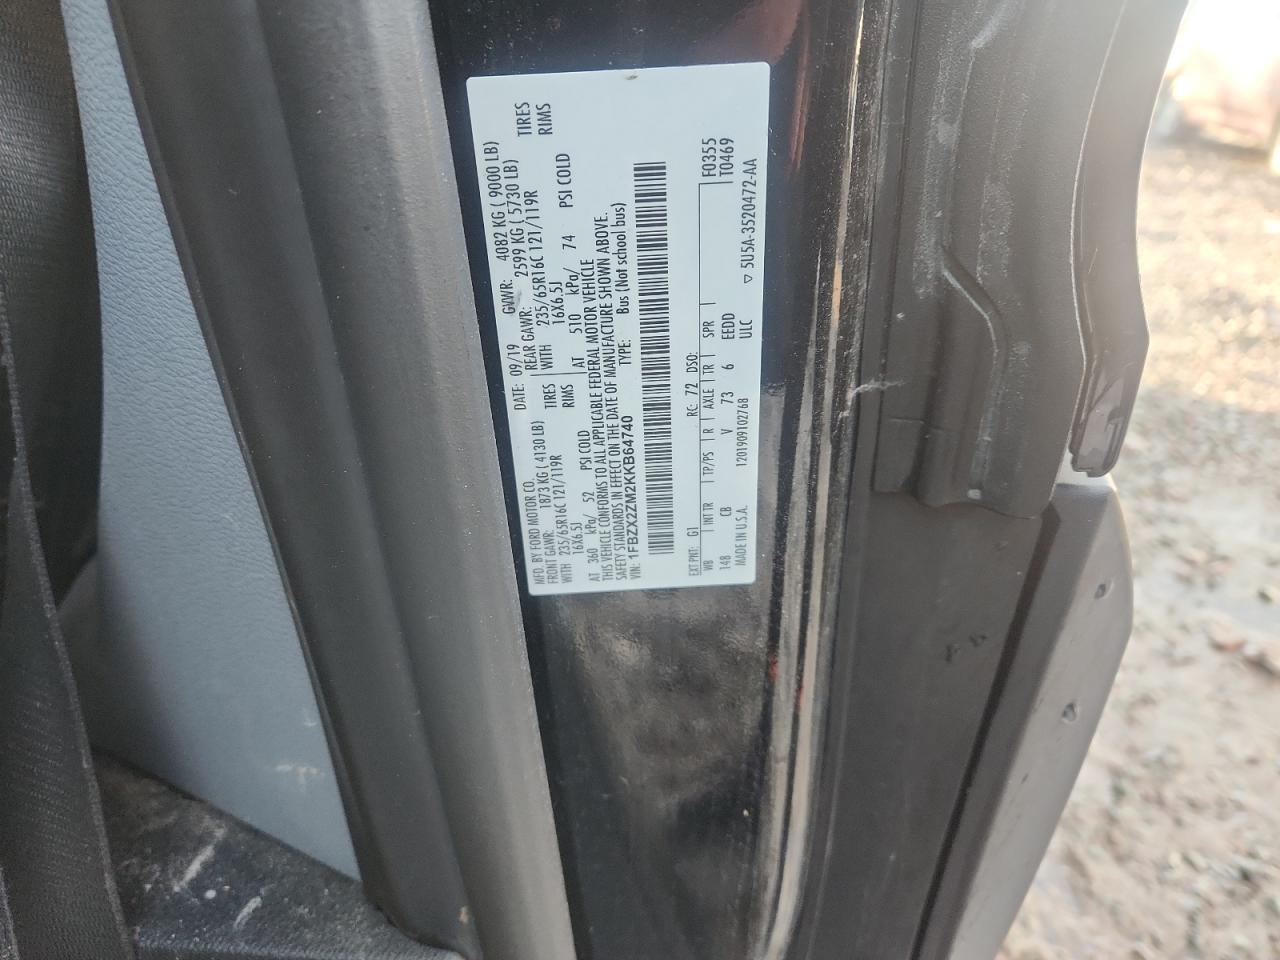 MFD. BY FORD MOTOR CO. DATE: 09/19 GVWR: 4082 KG ( 9000 LB)
FRONT GAWR: 1873 KG ( 4130 LB) REAR GAWR: 2599 KG ( 5730 LB)
WITH 235/65R16C 121/119R TIRES WITH 235/65R16C 121/119R TIRES
16X6.5J RIMS 16X6.5J RIMS
AT 360 kPa/ 52 PSI COLD AT 510 kPa/ 74 PSI COLD
THIS VEHICLE CONFORMS TO ALL APPLICABLE FEDERAL MOTOR VEHICLE
SAFETY STANDARDS IN EFFECT ON THE DATE OF MANUFACTURE SHOWN ABOVE.
VIN: 1FBZX2ZM2KKB64740 TYPE: Bus (Not school bus)
EXT PNT: G1 RC: 72 DSO: F0355
WB INT TR TP/PS R AXLE TR SPR T0469
148 CB V 73 6 EEDD
MADE IN U.S.A. 1201909102768 ULC ▽ 5U5A-3520472-AA